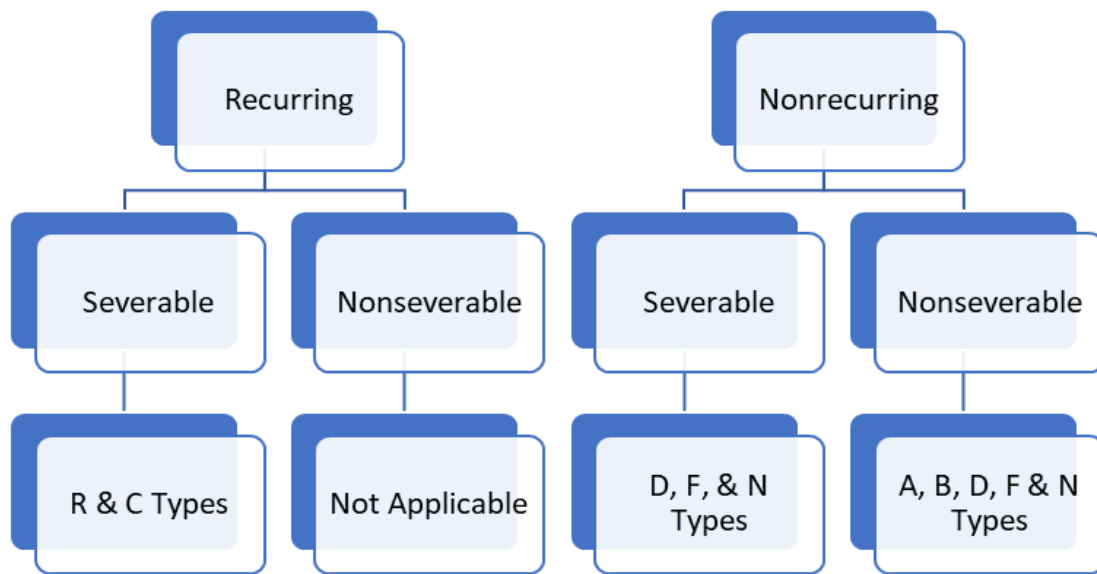 Recurring
Nonrecurring
Severable
Nonseverable
Severable
Nonseverable
R & C Types
Not Applicable
D, F, & N
Types
A, B, D, F & N
Types